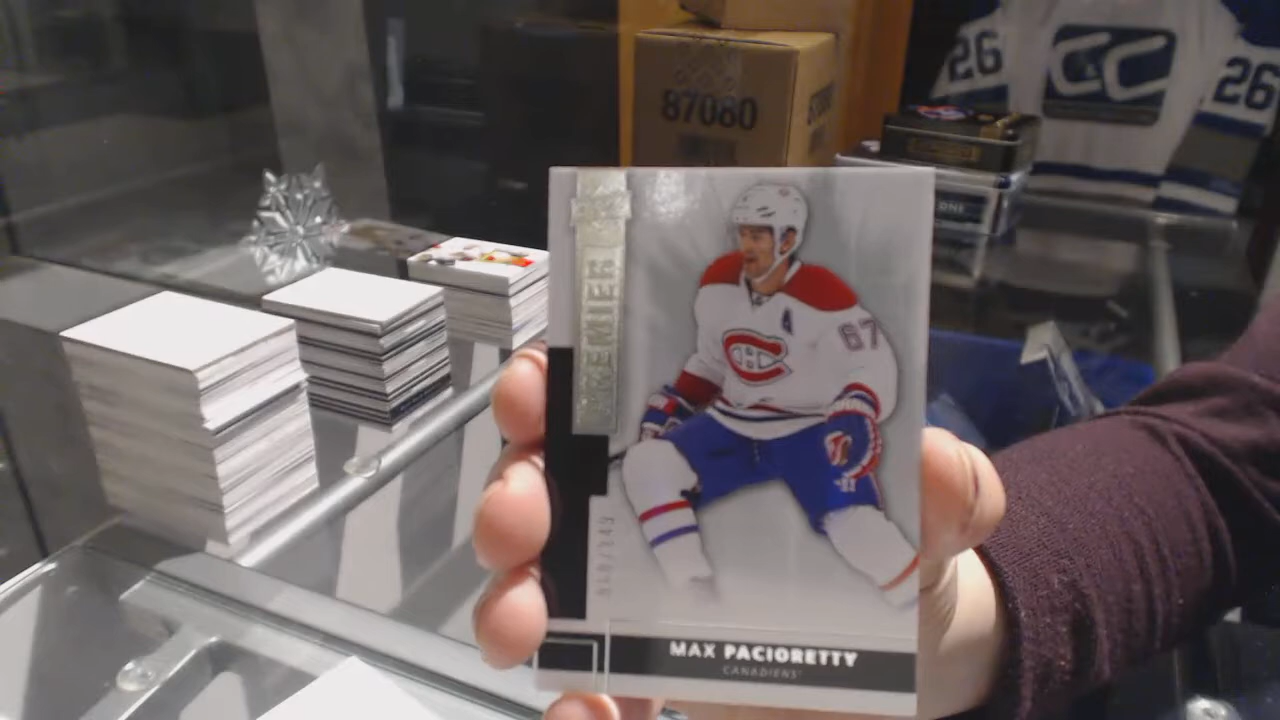 87080
26
26
PREMIER
A
67
MAX PACIORETTY
CANADIENS